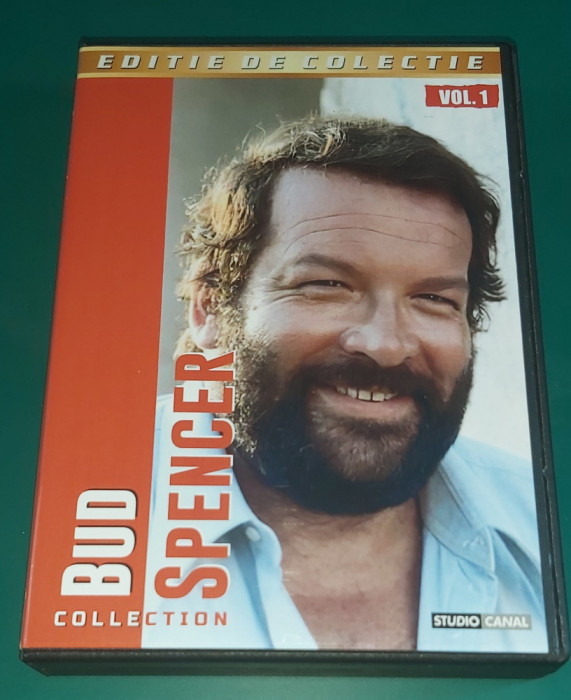 EDITIE DE COLECTIE
VOL. 1
BUD
SPENCER
COLLECTION
STUDIO CANAL